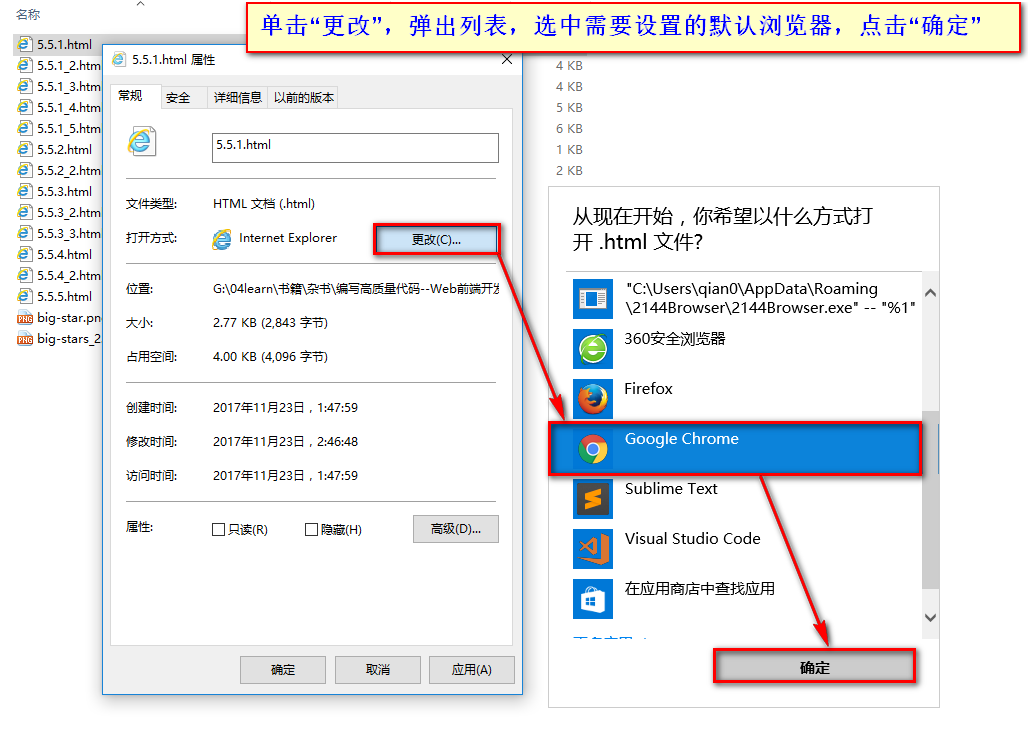 单击“更改”，弹出列表，选中需要设置的默认浏览器，点击“确定”
名称
5.5.1.html
5.5.1_2.htm
5.5.1_3.htm
5.5.1_4.htm
5.5.1_5.htm
5.5.2.html
5.5.2_2.htm
5.5.3.html
5.5.3_2.htm
5.5.3_3.htm
5.5.4.html
5.5.4_2.htm
5.5.5.html
big-star.pn
big-stars_2
4 KB
4 KB
5 KB
6 KB
1 KB
2 KB
5.5.1.html 属性
常规 安全 详细信息 以前的版本
5.5.1.html
文件类型: HTML 文档 (.html)
打开方式: Internet Explorer 更改(C)...
位置: G:\04learn\书籍\杂书\编写高质量代码--Web前端开发
大小: 2.77 KB (2,843 字节)
占用空间: 4.00 KB (4,096 字节)
创建时间: 2017年11月23日，1:47:59
修改时间: 2017年11月23日，2:46:48
访问时间: 2017年11月23日，1:47:59
属性: 只读(R) 隐藏(H) 高级(D)...
确定 取消 应用(A)
从现在开始，你希望以什么方式打
开 .html 文件?
"C:\Users\qian0\AppData\Roaming
\2144Browser\2144Browser.exe" -- "%1"
360安全浏览器
Firefox
Google Chrome
Sublime Text
Visual Studio Code
在应用商店中查找应用
确定